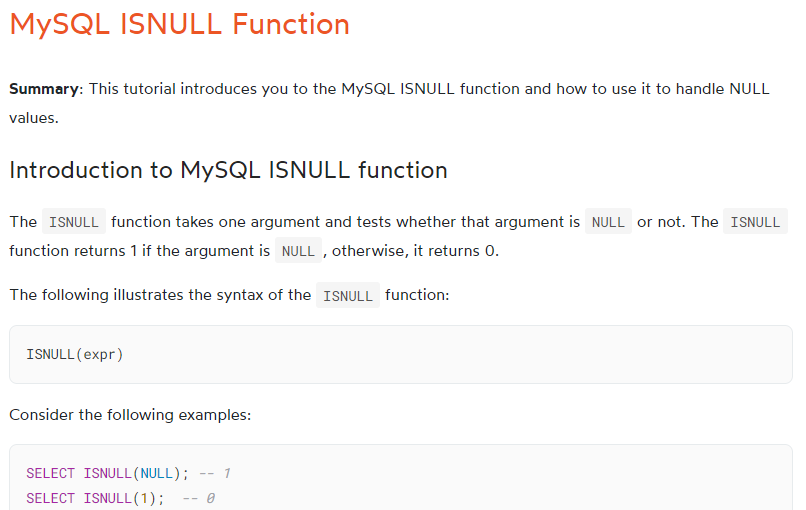 MySQL ISNULL Function
Summary: This tutorial introduces you to the MySQL ISNULL function and how to use it to handle NULL
values.
Introduction to MySQL ISNULL function
The ISNULL function takes one argument and tests whether that argument is NULL or not. The ISNULL
function returns 1 if the argument is NULL , otherwise, it returns 0.
The following illustrates the syntax of the ISNULL function:
ISNULL(expr)
Consider the following examples:
SELECT ISNULL(NULL); -- 1
SELECT ISNULL(1);  -- 0